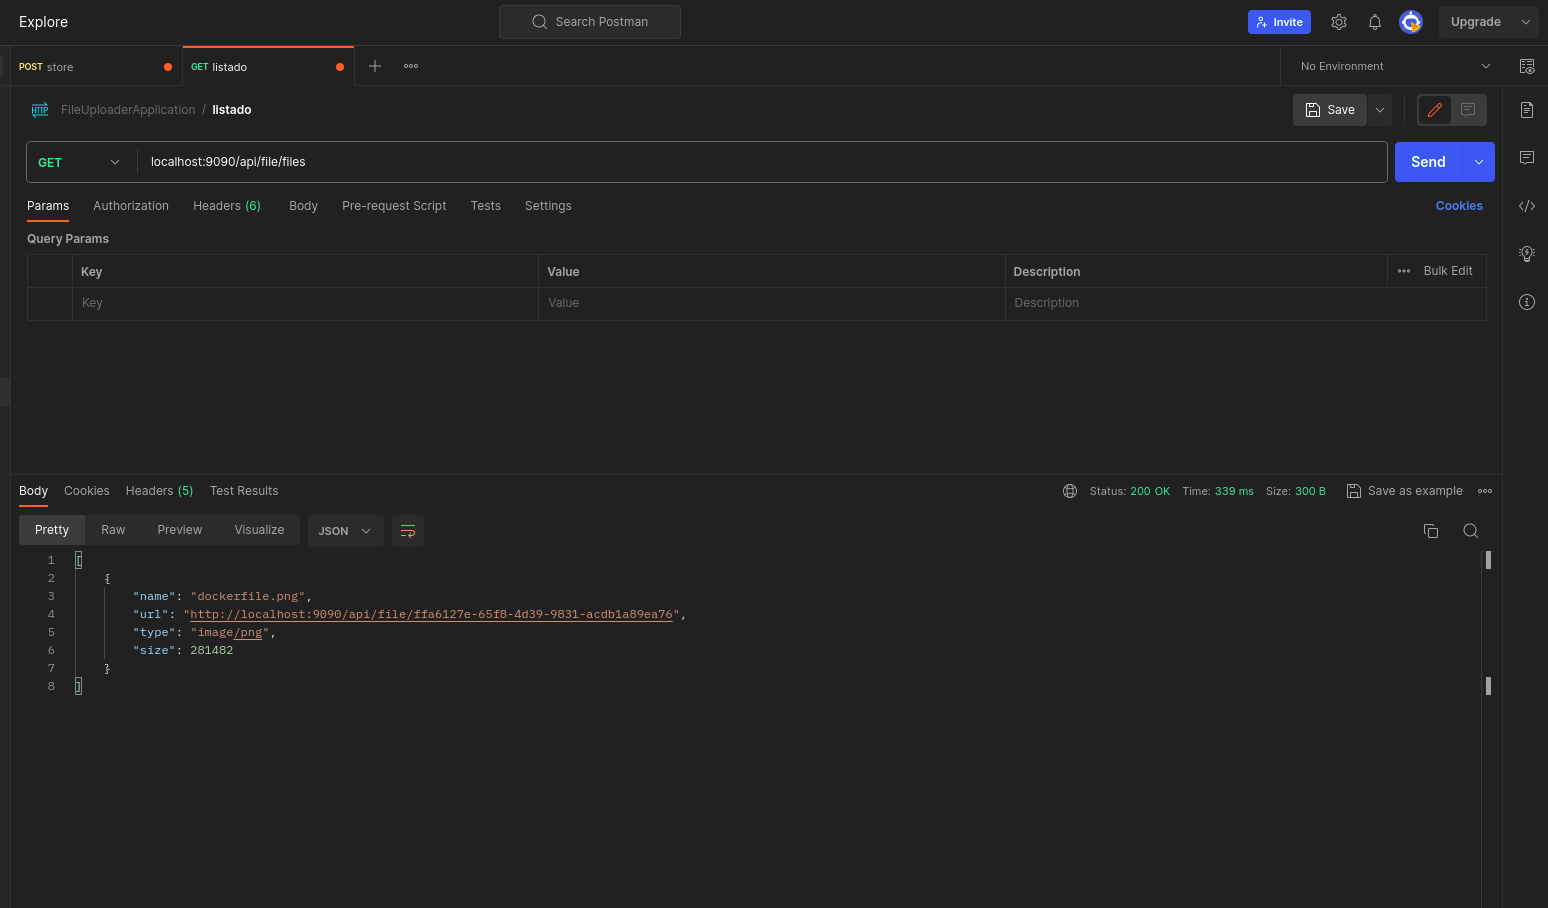 Explore
Search Postman
Invite
Upgrade
POST store
GET listado
No Environment
HTTP
FileUploaderApplication / listado
Save
GET
localhost:9090/api/file/files
Send
Params Authorization Headers (6) Body Pre-request Script Tests Settings
Cookies
Query Params
Key Value Description
Bulk Edit
Key Value Description
Body Cookies Headers (5) Test Results
Status: 200 OK Time: 339 ms Size: 300 B
Save as example
Pretty Raw Preview Visualize
JSON
1 [
2 {
3 "name": "dockerfile.png",
4 "url": "http://localhost:9090/api/file/ffa6127e-65f8-4d39-9831-acdb1a89ea76",
5 "type": "image/png",
6 "size": 281482
7 }
8 ]